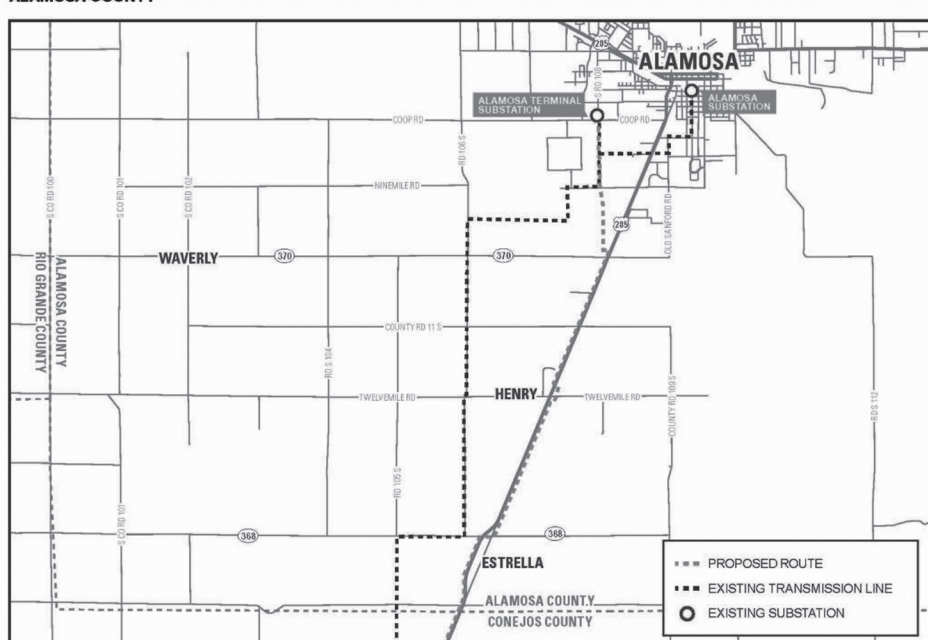 ALAMOSA COUNTY
285
ALAMOSA
S RD 108
ALAMOSA TERMINAL
SUBSTATION
ALAMOSA
SUBSTATION
COOP RD
COOP RD
RD 106 S
S CO RD 100
S CO RD 101
S CO RD 102
NINEMILE RD
OLD SANFORD RD
285
WAVERLY
370
370
RIO GRANDE COUNTY
ALAMOSA COUNTY
COUNTY RD 11 S
RD S 104
TWELVEMILE RD
HENRY
TWELVEMILE RD
COUNTY RD 109 S
RD S 112
RD 105 S
S CO RD 101
368
368
ESTRELLA
ALAMOSA COUNTY
CONEJOS COUNTY
PROPOSED ROUTE
EXISTING TRANSMISSION LINE
EXISTING SUBSTATION